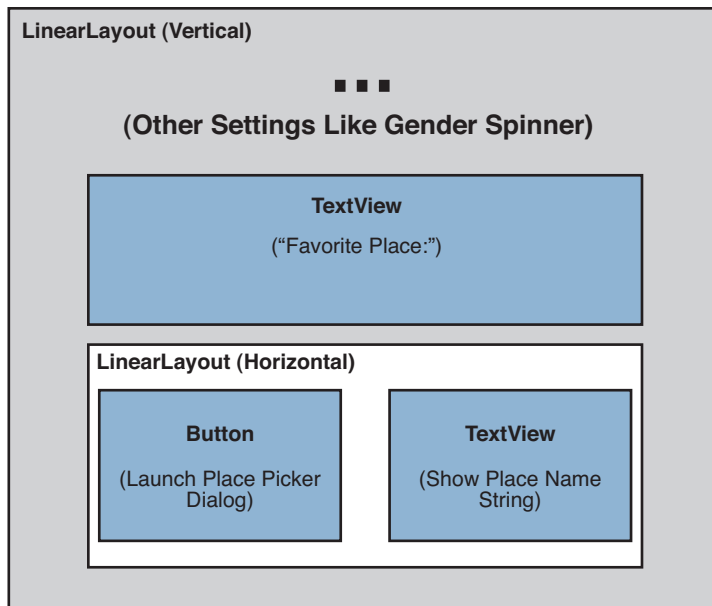 LinearLayout (Vertical)
...
(Other Settings Like Gender Spinner)
TextView
(“Favorite Place:”)
LinearLayout (Horizontal)
Button
(Launch Place Picker
Dialog)
TextView
(Show Place Name
String)